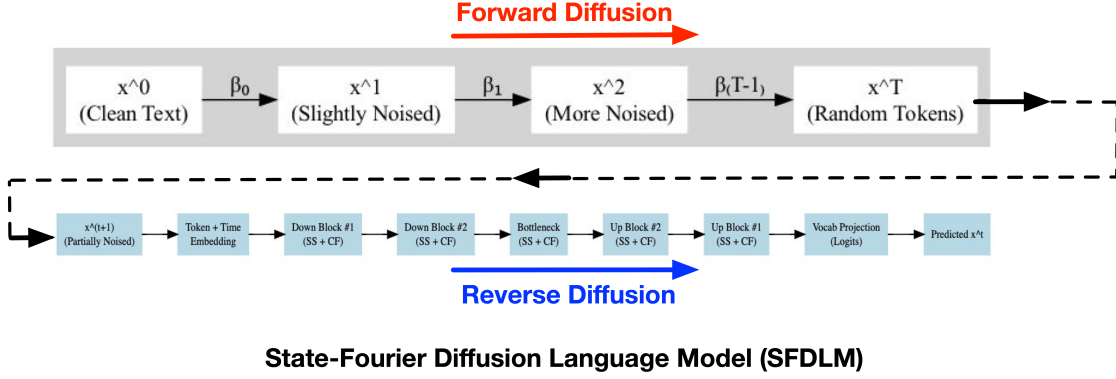 Forward Diffusion
x^0
(Clean Text)
β₀
x^1
(Slightly Noised)
β₁
x^2
(More Noised)
β₍T-1₎
x^T
(Random Tokens)
x^(t+1)
(Partially Noised)
Token + Time
Embedding
Down Block #1
(SS + CF)
Down Block #2
(SS + CF)
Bottleneck
(SS + CF)
Up Block #2
(SS + CF)
Up Block #1
(SS + CF)
Vocab Projection
(Logits)
Predicted x^t
Reverse Diffusion
State-Fourier Diffusion Language Model (SFDLM)